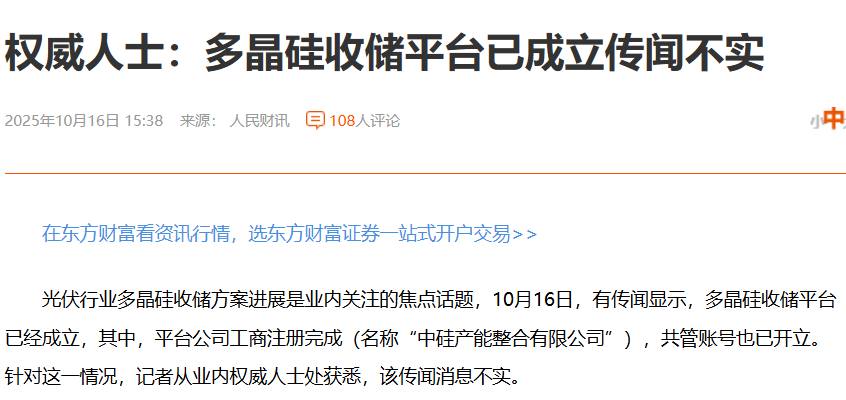 权威人士：多晶硅收储平台已成立传闻不实
2025年10月16日 15:38 来源： 人民财讯 108人评论 小 中
在东方财富看资讯行情，选东方财富证券一站式开户交易>>
光伏行业多晶硅收储方案进展是业内关注的焦点话题，10月16日，有传闻显示，多晶硅收储平台
已经成立，其中，平台公司工商注册完成（名称“中硅产能整合有限公司”），共管账号也已开立。
针对这一情况，记者从业内权威人士处获悉，该传闻消息不实。